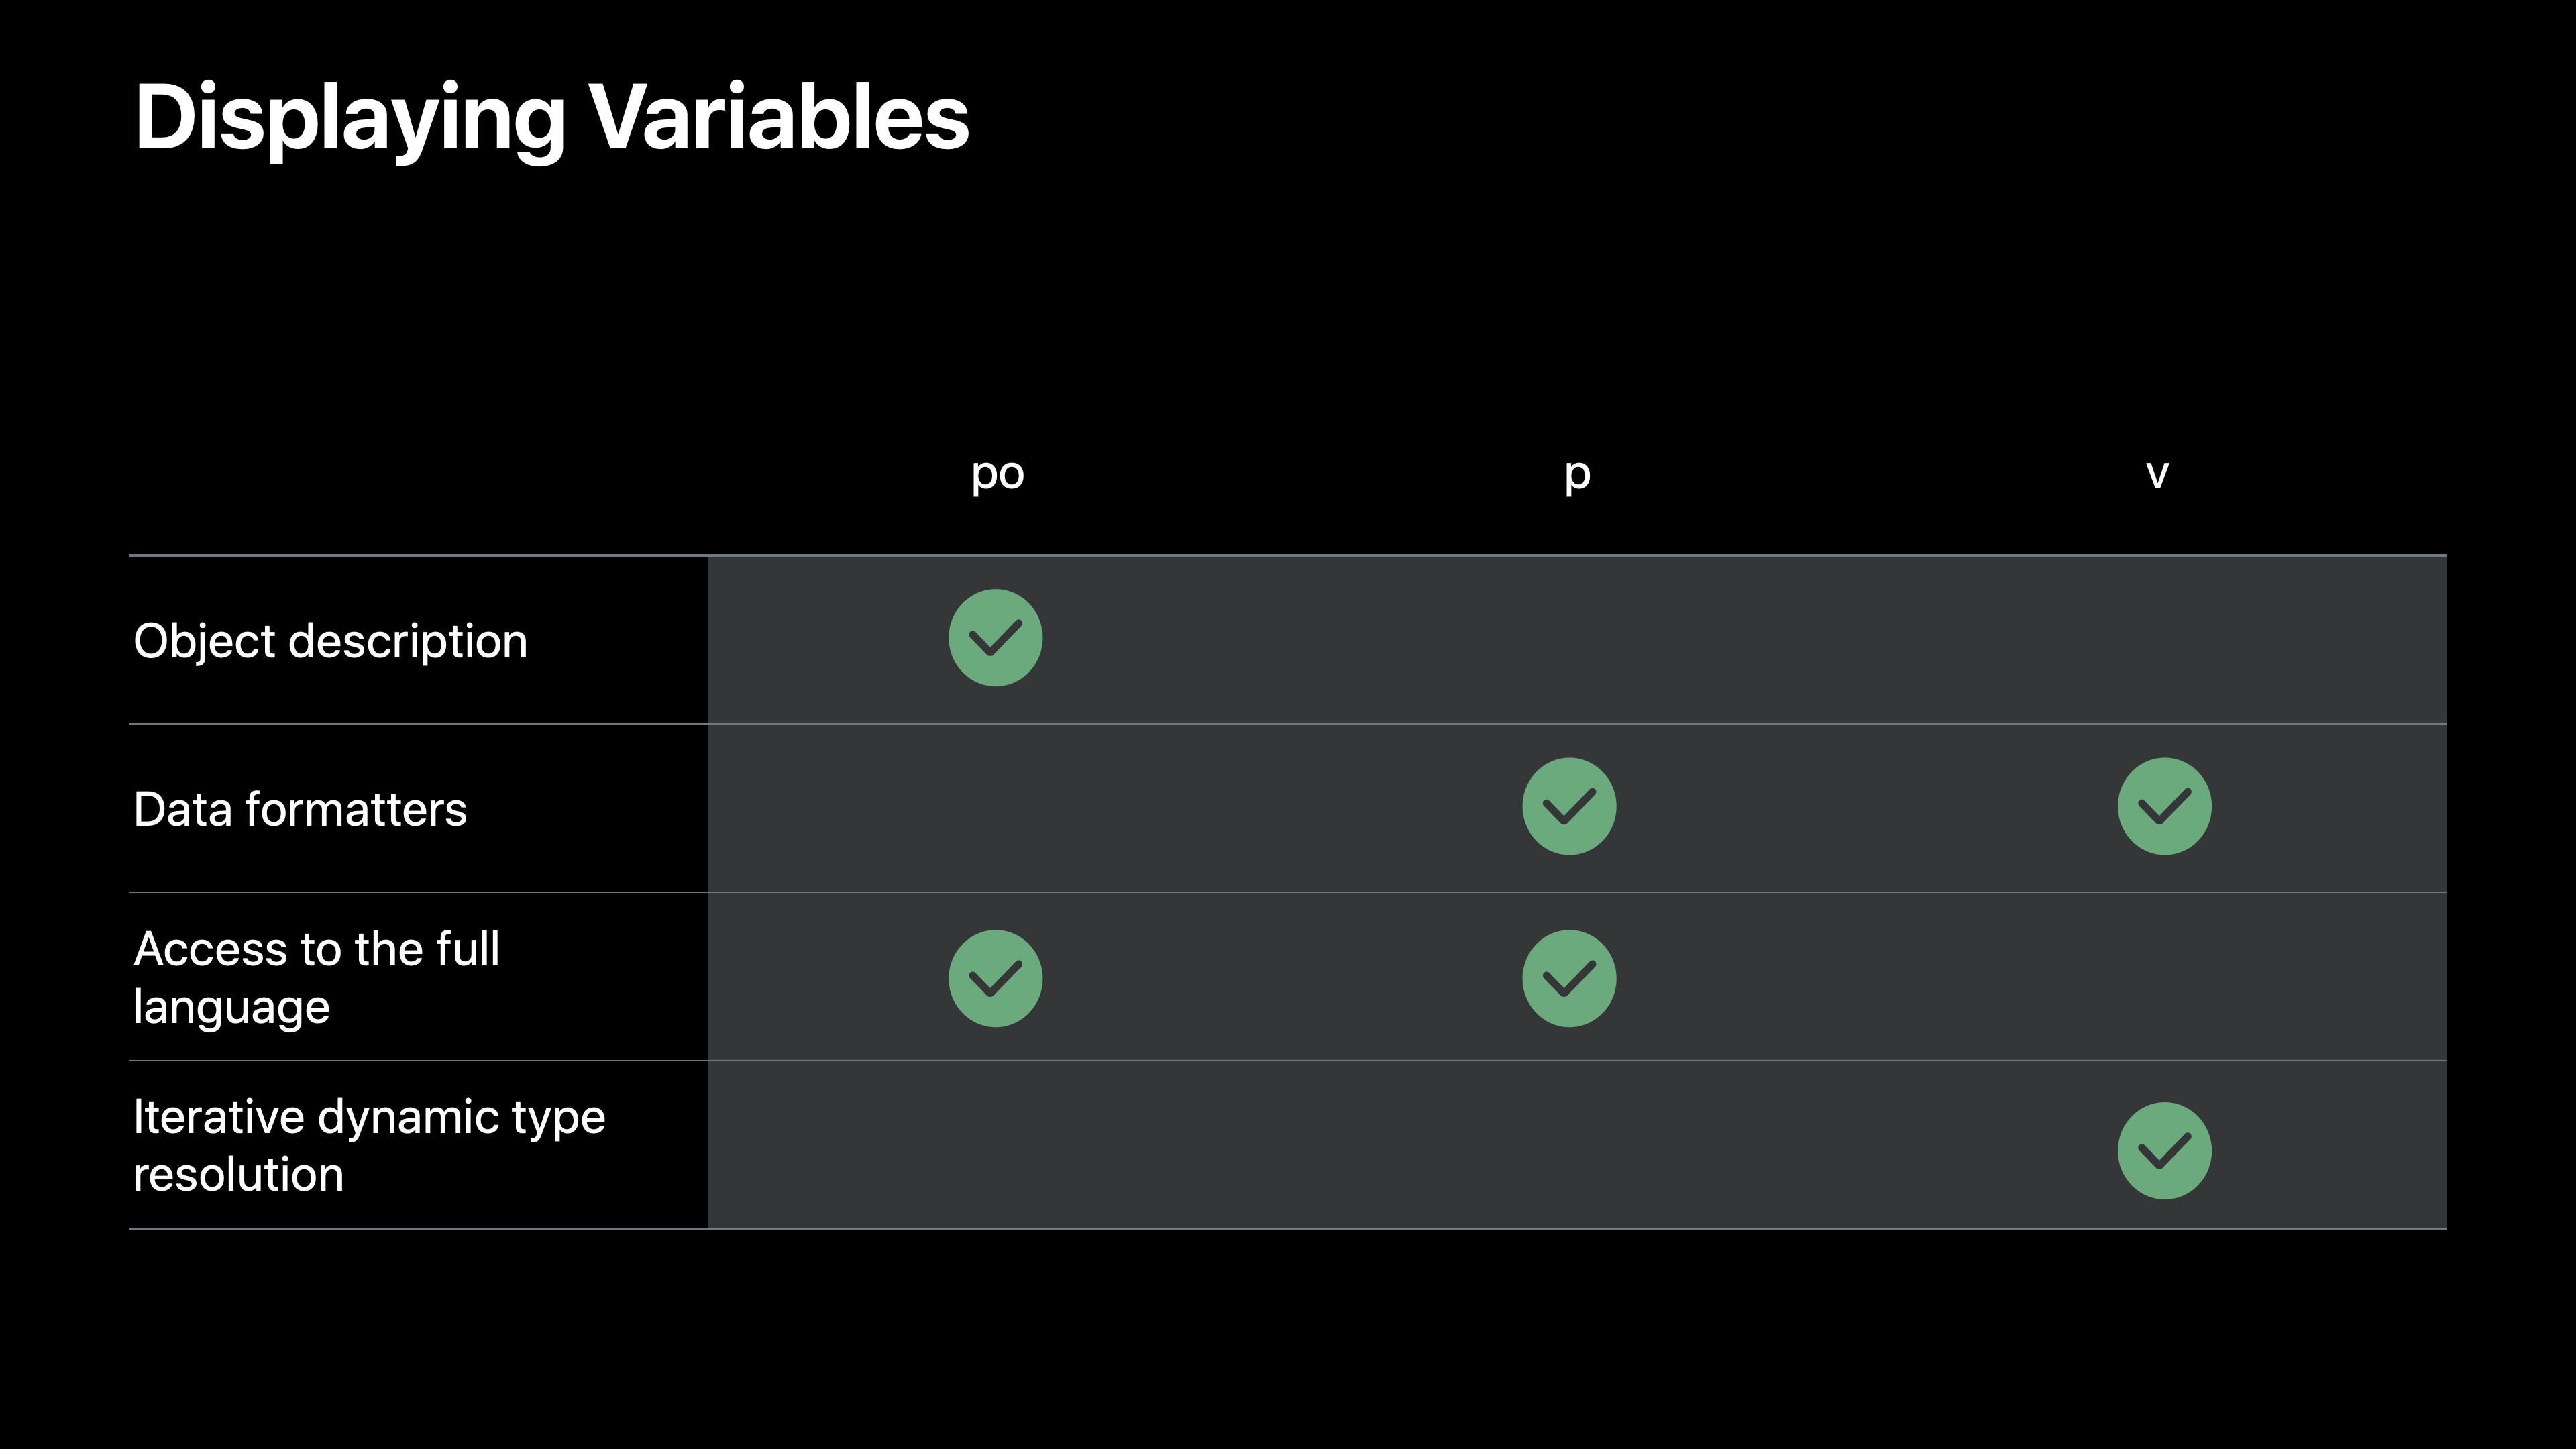 Displaying Variables
po p v
Object description
Data formatters
Access to the full
language
Iterative dynamic type
resolution